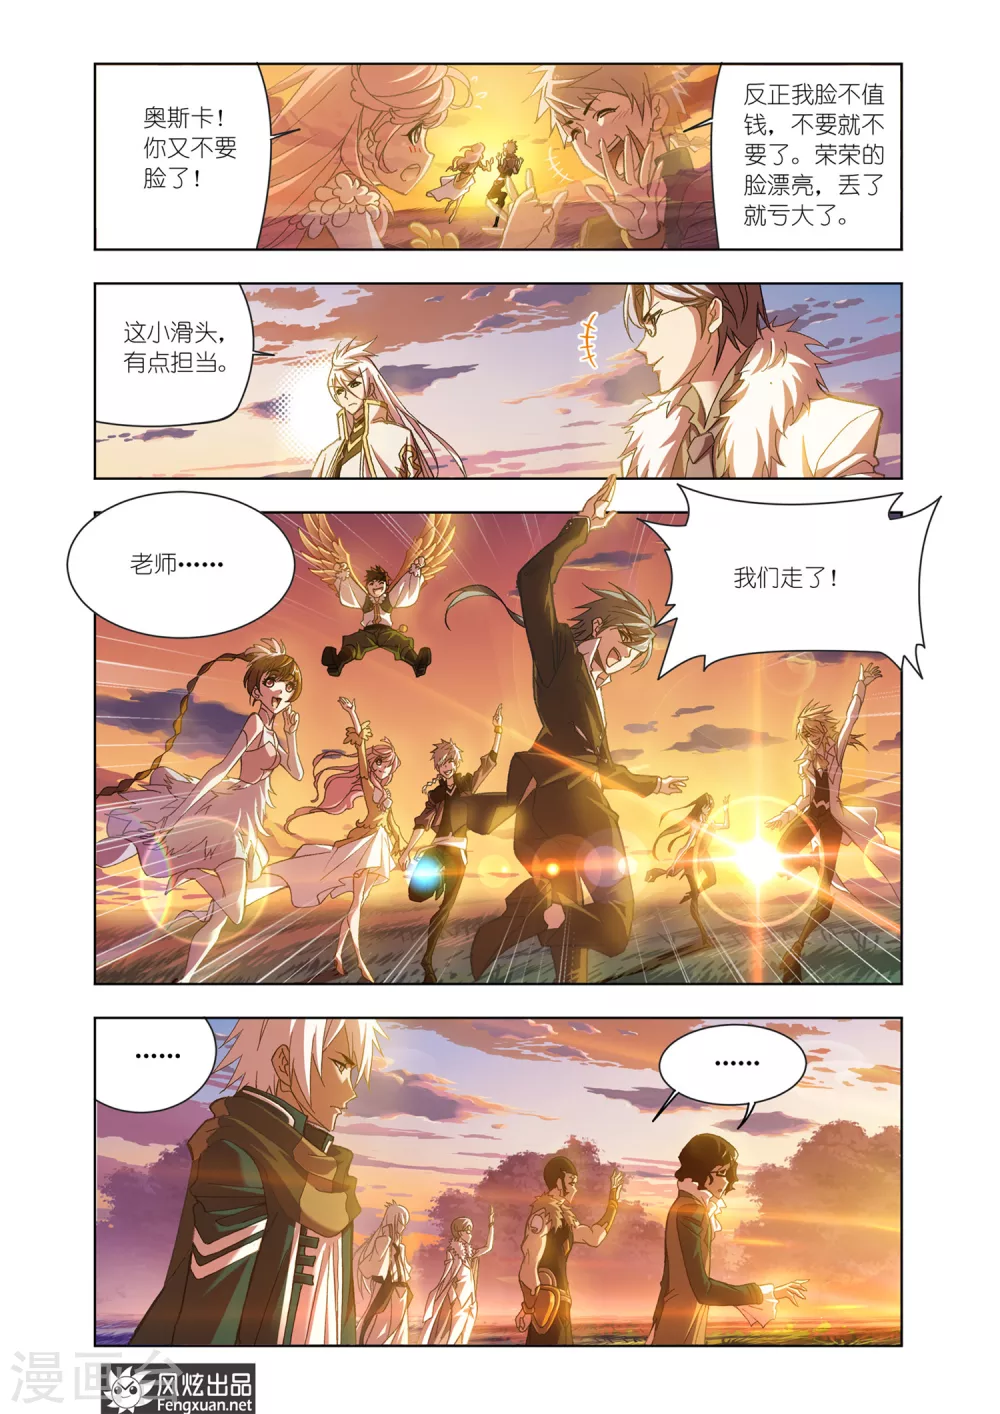 奥斯卡！
你又不要
脸了！
反正我脸不值
钱，不要就不
要了。荣荣的
脸漂亮，丢了
就亏大了。
这小滑头，
有点担当。
老师……
我们走了！
……
……
漫画台
风炫出品
Fengxuan.net